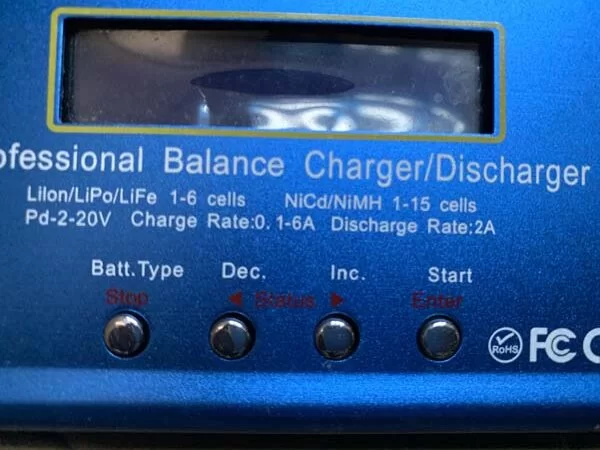 ofessional Balance Charger/Discharger
LiIon/LiPo/LiFe 1-6 cells NiCd/NiMH 1-15 cells
Pd-2-20V Charge Rate:0.1-6A Discharge Rate:2A
Batt.Type Dec. Inc. Start
Stop ◄ Status ► Enter
RoHS FC C